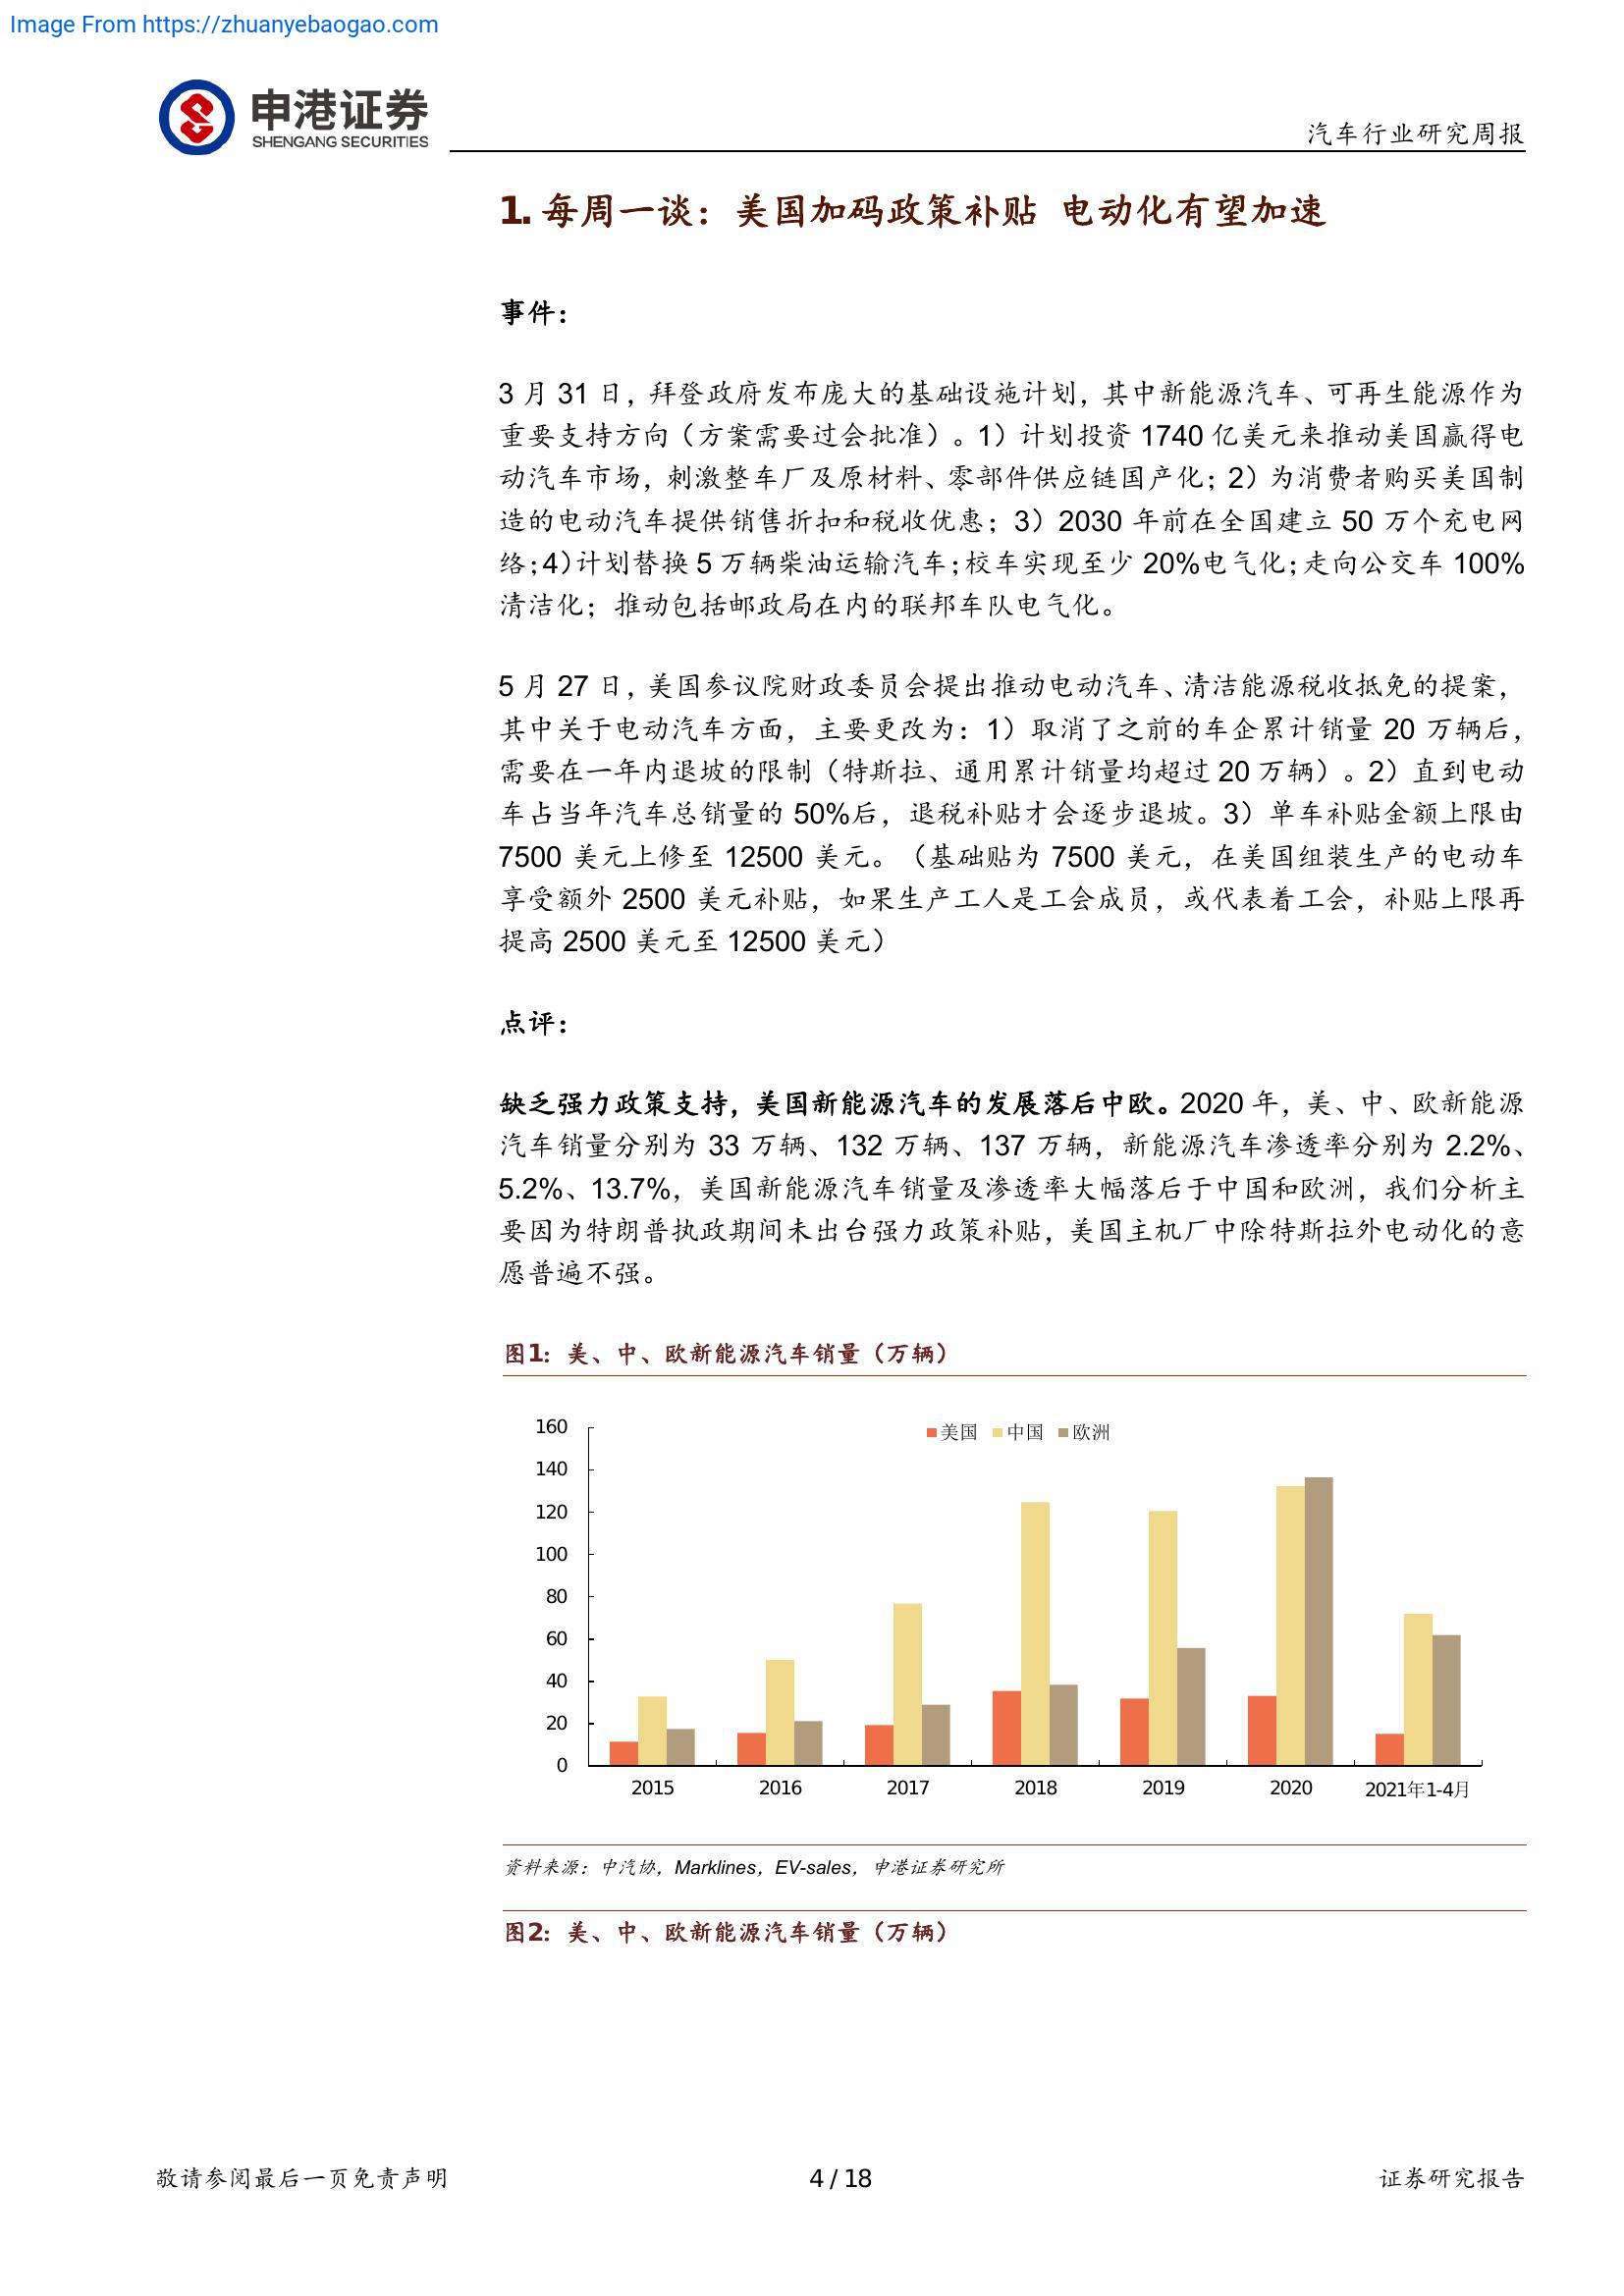 Image From https://zhuanyebaogao.com
申港证券
SHENGANG SECURITIES
汽车行业研究周报
1. 每周一谈：美国加码政策补贴 电动化有望加速
事件：
3 月 31 日，拜登政府发布庞大的基础设施计划，其中新能源汽车、可再生能源作为
重要支持方向（方案需要过会批准）。1）计划投资 1740 亿美元来推动美国赢得电
动汽车市场，刺激整车厂及原材料、零部件供应链国产化；2）为消费者购买美国制
造的电动汽车提供销售折扣和税收优惠；3）2030 年前在全国建立 50 万个充电网
络；4）计划替换 5 万辆柴油运输汽车；校车实现至少 20%电气化；走向公交车 100%
清洁化；推动包括邮政局在内的联邦车队电气化。
5 月 27 日，美国参议院财政委员会提出推动电动汽车、清洁能源税收抵免的提案，
其中关于电动汽车方面，主要更改为：1）取消了之前的车企累计销量 20 万辆后，
需要在一年内退坡的限制（特斯拉、通用累计销量均超过 20 万辆）。2）直到电动
车占当年汽车总销量的 50%后，退税补贴才会逐步退坡。3）单车补贴金额上限由
7500 美元上修至 12500 美元。（基础贴为 7500 美元，在美国组装生产的电动车
享受额外 2500 美元补贴，如果生产工人是工会成员，或代表着工会，补贴上限再
提高 2500 美元至 12500 美元）
点评：
缺乏强力政策支持，美国新能源汽车的发展落后中欧。2020 年，美、中、欧新能源
汽车销量分别为 33 万辆、132 万辆、137 万辆，新能源汽车渗透率分别为 2.2%、
5.2%、13.7%，美国新能源汽车销量及渗透率大幅落后于中国和欧洲，我们分析主
要因为特朗普执政期间未出台强力政策补贴，美国主机厂中除特斯拉外电动化的意
愿普遍不强。
图1：美、中、欧新能源汽车销量（万辆）
美国 中国 欧洲
160
140
120
100
80
60
40
20
0
2015 2016 2017 2018 2019 2020 2021年1-4月
资料来源：中汽协，Marklines，EV-sales，申港证券研究所
图2：美、中、欧新能源汽车销量（万辆）
敬请参阅最后一页免责声明 4 / 18 证券研究报告